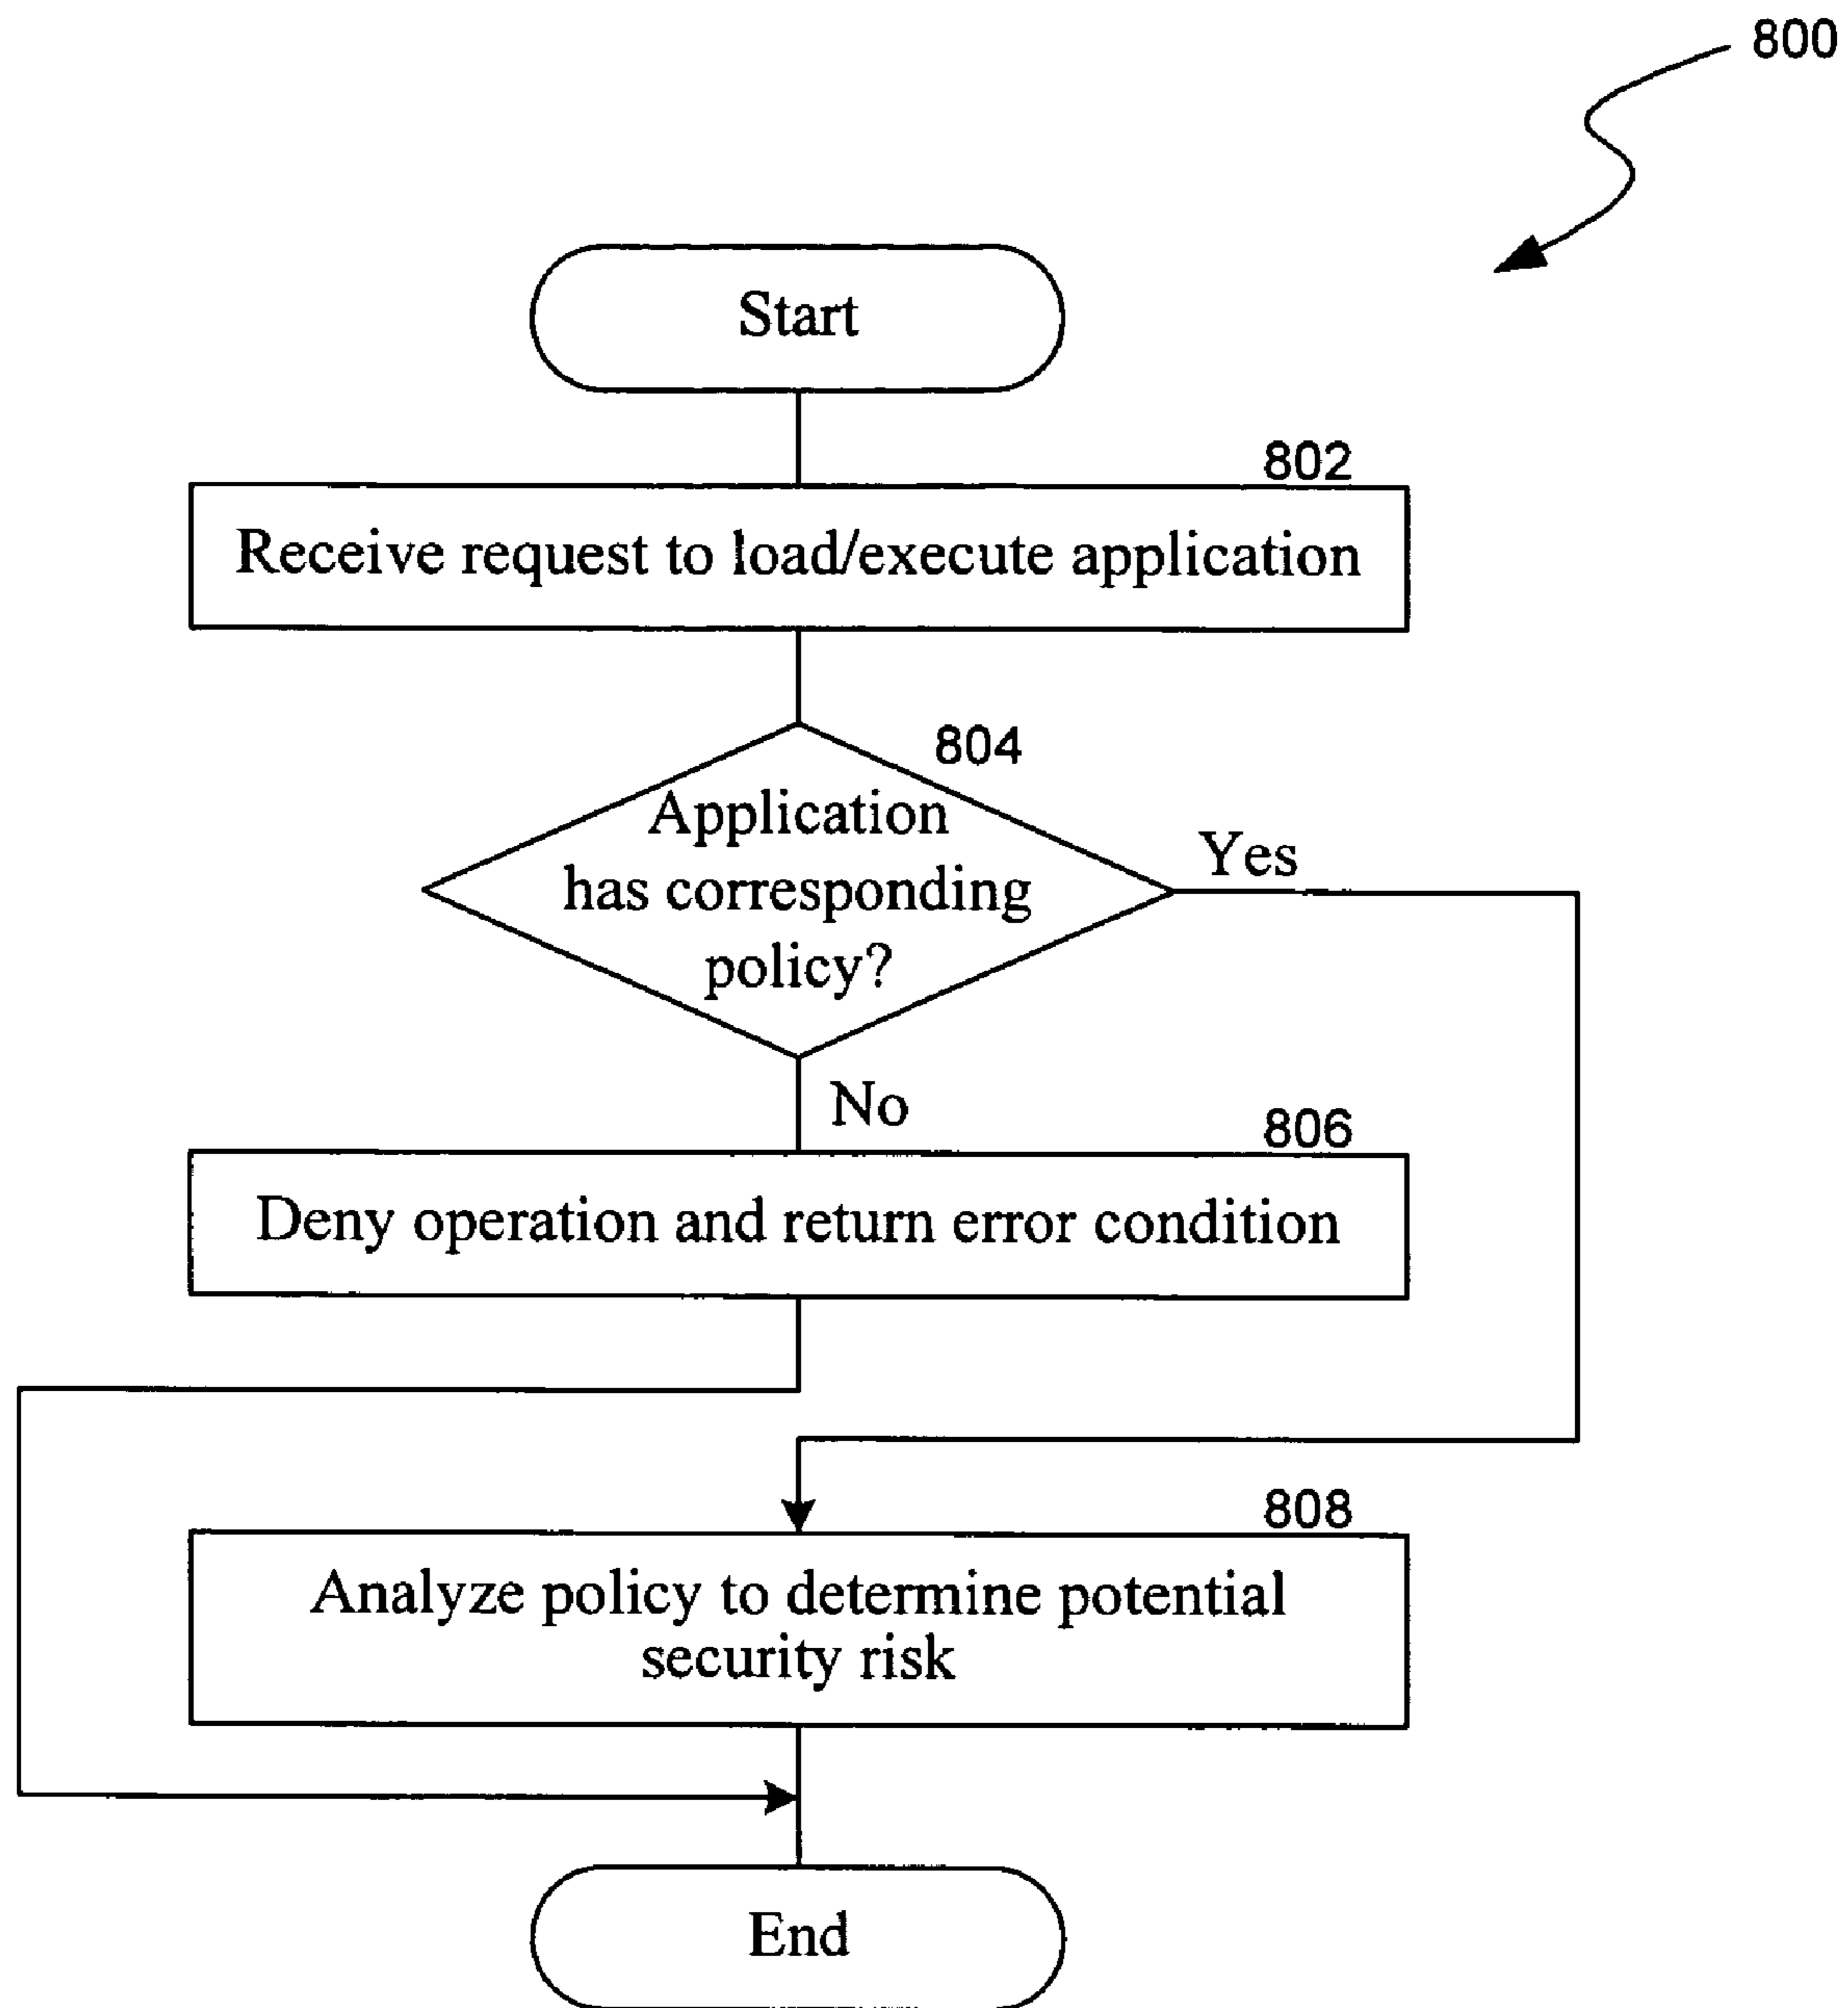 800
Start
802
Receive request to load/execute application
804
Application
has corresponding
policy?
Yes
No
806
Deny operation and return error condition
808
Analyze policy to determine potential
security risk
End